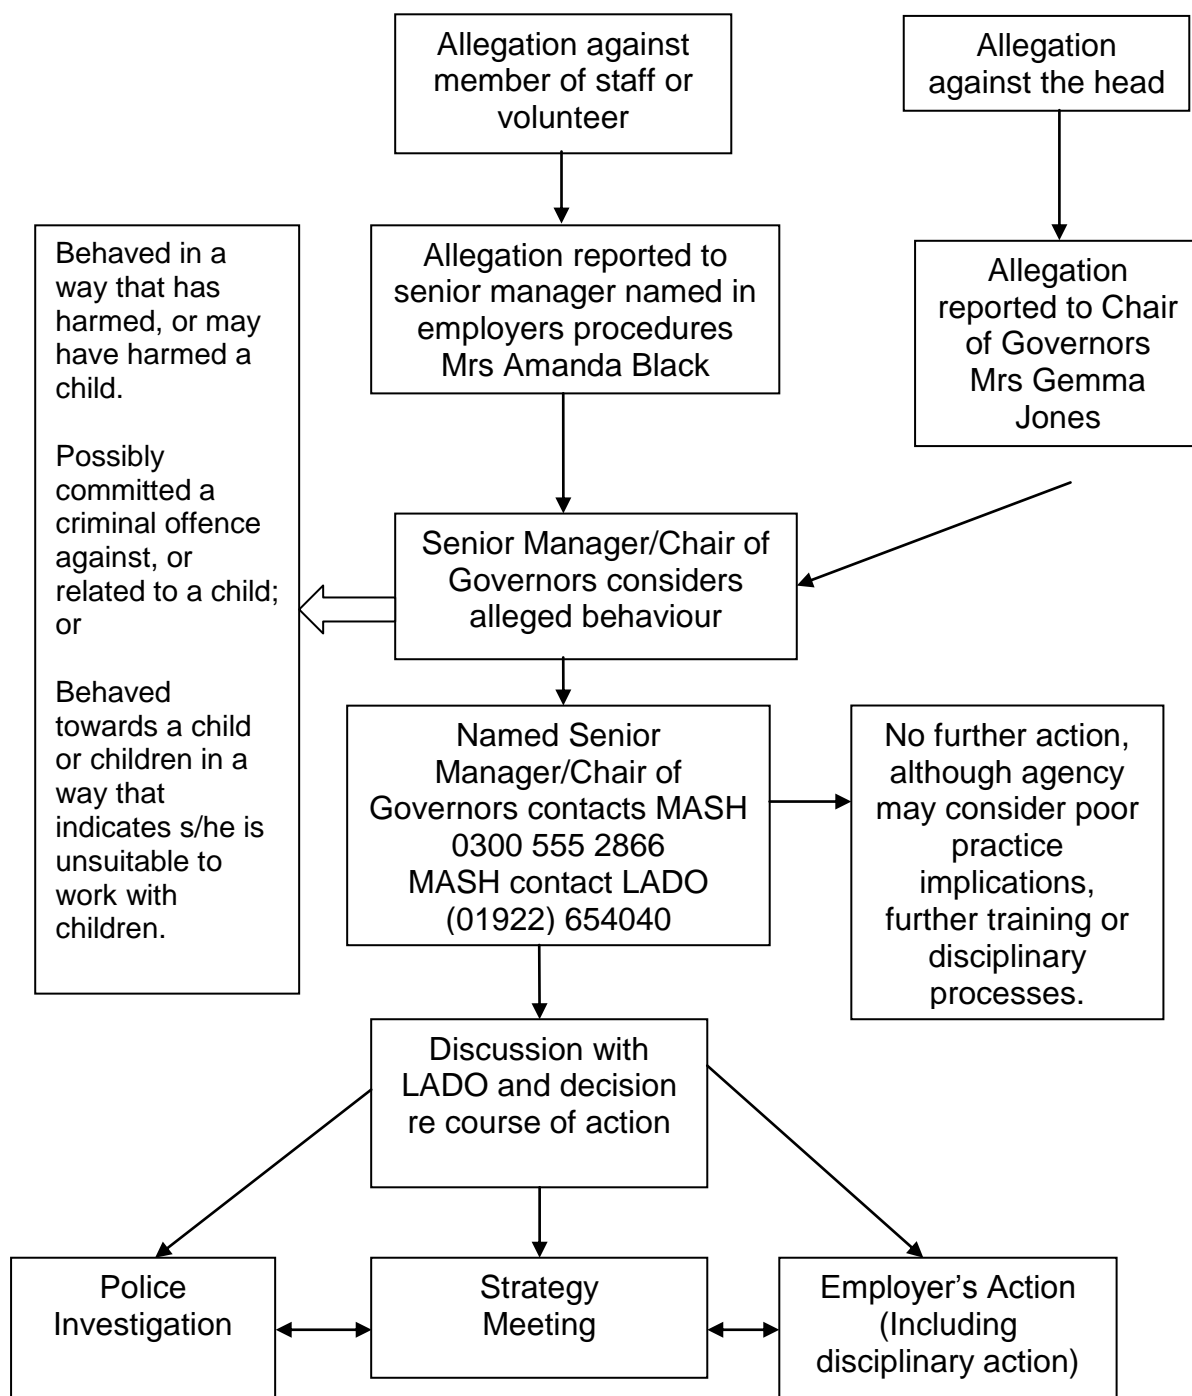 Allegation against
member of staff or
volunteer
Allegation
against the head
Allegation reported to
senior manager named in
employers procedures
Mrs Amanda Black
Allegation
reported to Chair
of Governors
Mrs Gemma
Jones
Behaved in a
way that has
harmed, or may
have harmed a
child.
Possibly
committed a
criminal offence
against, or
related to a child;
or
Behaved
towards a child
or children in a
way that
indicates s/he is
unsuitable to
work with
children.
Senior Manager/Chair of
Governors considers
alleged behaviour
Named Senior
Manager/Chair of
Governors contacts MASH
0300 555 2866
MASH contact LADO
(01922) 654040
No further action,
although agency
may consider poor
practice
implications,
further training or
disciplinary
processes.
Discussion with
LADO and decision
re course of action
Police
Investigation
Strategy
Meeting
Employer’s Action
(Including
disciplinary action)